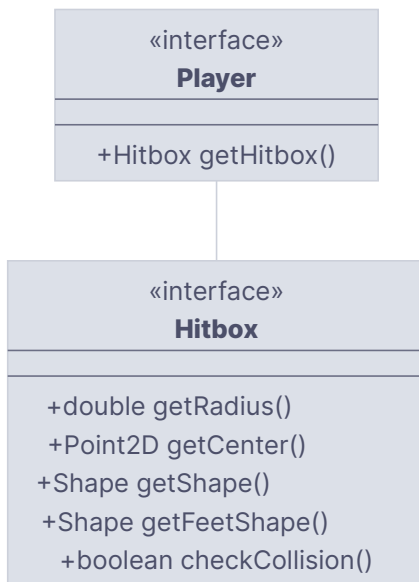 «interface»
Player
+Hitbox getHitbox()
«interface»
Hitbox
+double getRadius()
+Point2D getCenter()
+Shape getShape()
+Shape getFeetShape()
+boolean checkCollision()